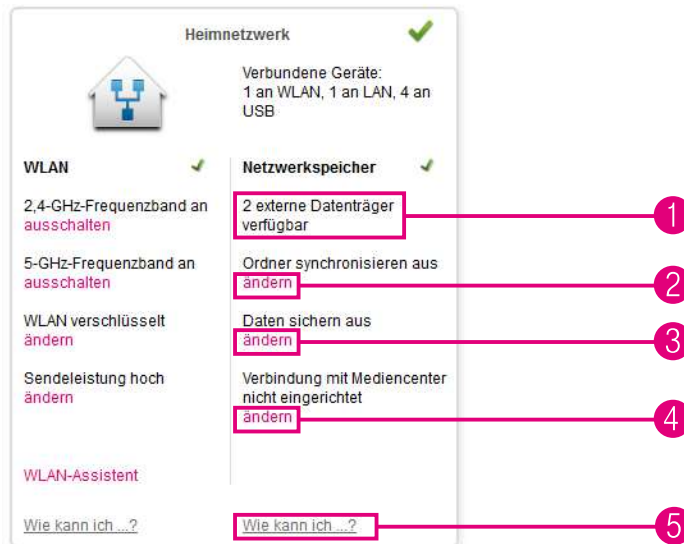 Heimnetzwerk
Verbundene Geräte:
1 an WLAN, 1 an LAN, 4 an
USB
WLAN
2,4-GHz-Frequenzband an
ausschalten
5-GHz-Frequenzband an
ausschalten
WLAN verschlüsselt
ändern
Sendeleistung hoch
ändern
WLAN-Assistent
Wie kann ich ...?
Netzwerkspeicher
2 externe Datenträger
verfügbar
1
Ordner synchronisieren aus
ändern
2
Daten sichern aus
ändern
3
Verbindung mit Mediencenter
nicht eingerichtet
ändern
4
Wie kann ich ...?
5